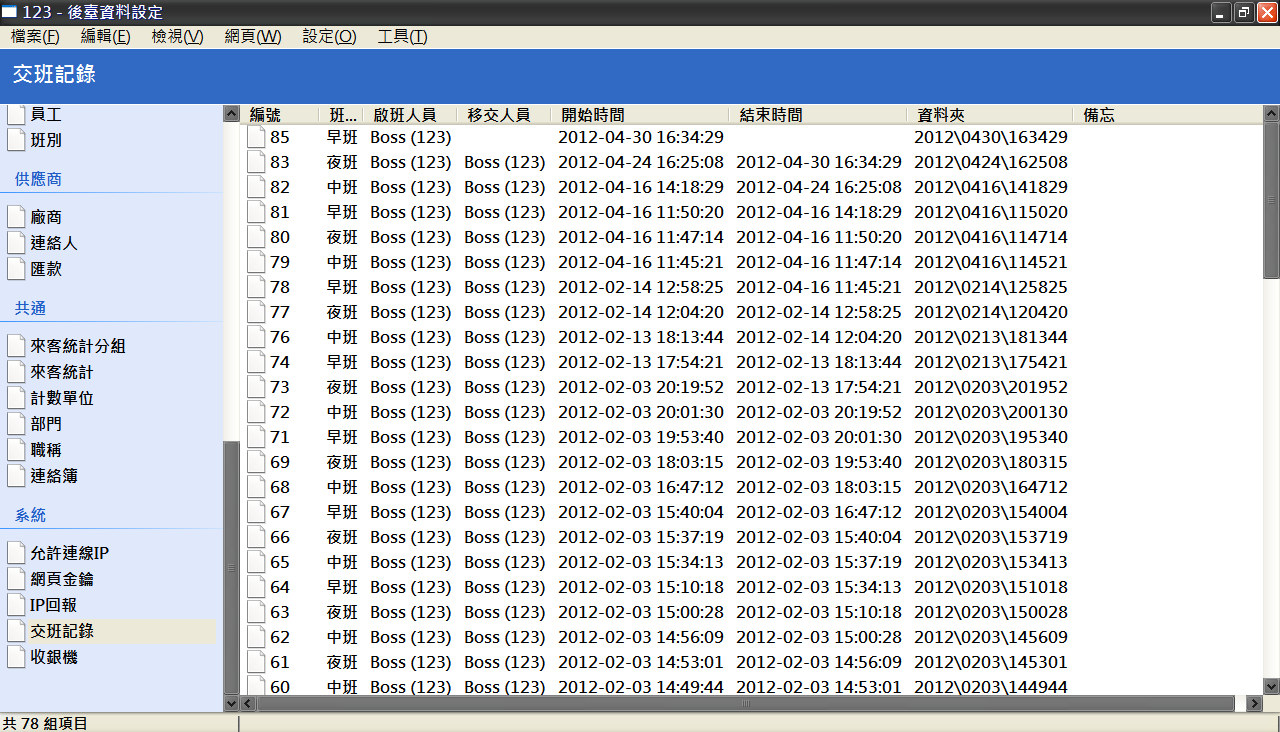 123 - 後臺資料設定
檔案(F) 編輯(E) 檢視(V) 網頁(W) 設定(O) 工具(T)
交班記錄
員工
班別
供應商
廠商
連絡人
匯款
共通
來客統計分組
來客統計
計數單位
部門
職稱
連絡簿
系統
允許連線IP
網頁金鑰
IP回報
交班記錄
收銀機
編號 班... 啟班人員 移交人員 開始時間 結束時間 資料夾 備忘
85 早班 Boss (123) 2012-04-30 16:34:29 2012\0430\163429
83 夜班 Boss (123) Boss (123) 2012-04-24 16:25:08 2012-04-30 16:34:29 2012\0424\162508
82 中班 Boss (123) Boss (123) 2012-04-16 14:18:29 2012-04-24 16:25:08 2012\0416\141829
81 早班 Boss (123) Boss (123) 2012-04-16 11:50:20 2012-04-16 14:18:29 2012\0416\115020
80 夜班 Boss (123) Boss (123) 2012-04-16 11:47:14 2012-04-16 11:50:20 2012\0416\114714
79 中班 Boss (123) Boss (123) 2012-04-16 11:45:21 2012-04-16 11:47:14 2012\0416\114521
78 早班 Boss (123) Boss (123) 2012-02-14 12:58:25 2012-04-16 11:45:21 2012\0214\125825
77 夜班 Boss (123) Boss (123) 2012-02-14 12:04:20 2012-02-14 12:58:25 2012\0214\120420
76 中班 Boss (123) Boss (123) 2012-02-13 18:13:44 2012-02-14 12:04:20 2012\0213\181344
74 早班 Boss (123) Boss (123) 2012-02-13 17:54:21 2012-02-13 18:13:44 2012\0213\175421
73 夜班 Boss (123) Boss (123) 2012-02-03 20:19:52 2012-02-13 17:54:21 2012\0203\201952
72 中班 Boss (123) Boss (123) 2012-02-03 20:01:30 2012-02-03 20:19:52 2012\0203\200130
71 早班 Boss (123) Boss (123) 2012-02-03 19:53:40 2012-02-03 20:01:30 2012\0203\195340
69 夜班 Boss (123) Boss (123) 2012-02-03 18:03:15 2012-02-03 19:53:40 2012\0203\180315
68 中班 Boss (123) Boss (123) 2012-02-03 16:47:12 2012-02-03 18:03:15 2012\0203\164712
67 早班 Boss (123) Boss (123) 2012-02-03 15:40:04 2012-02-03 16:47:12 2012\0203\154004
66 夜班 Boss (123) Boss (123) 2012-02-03 15:37:19 2012-02-03 15:40:04 2012\0203\153719
65 中班 Boss (123) Boss (123) 2012-02-03 15:34:13 2012-02-03 15:37:19 2012\0203\153413
64 早班 Boss (123) Boss (123) 2012-02-03 15:10:18 2012-02-03 15:34:13 2012\0203\151018
63 夜班 Boss (123) Boss (123) 2012-02-03 15:00:28 2012-02-03 15:10:18 2012\0203\150028
62 中班 Boss (123) Boss (123) 2012-02-03 14:56:09 2012-02-03 15:00:28 2012\0203\145609
61 夜班 Boss (123) Boss (123) 2012-02-03 14:53:01 2012-02-03 14:56:09 2012\0203\145301
60 中班 Boss (123) Boss (123) 2012-02-03 14:49:44 2012-02-03 14:53:01 2012\0203\144944
共 78 組項目